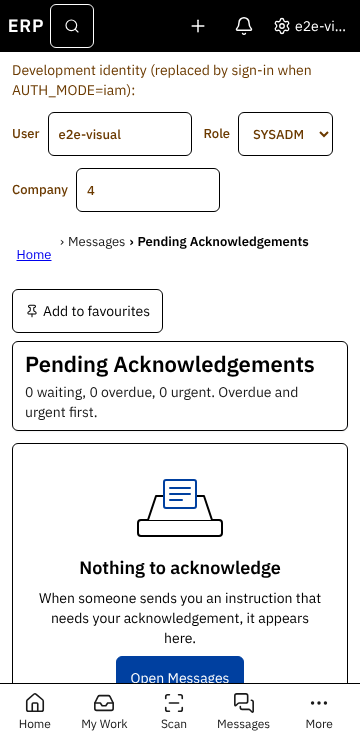 ERP e2e-vi...
Development identity (replaced by sign-in when
AUTH_MODE=iam):
User e2e-visual Role SYSADM
Company 4
Home › Messages › Pending Acknowledgements
Add to favourites
Pending Acknowledgements
0 waiting, 0 overdue, 0 urgent. Overdue and
urgent first.
Nothing to acknowledge
When someone sends you an instruction that
needs your acknowledgement, it appears
here.
Open Messages
Home My Work Scan Messages More